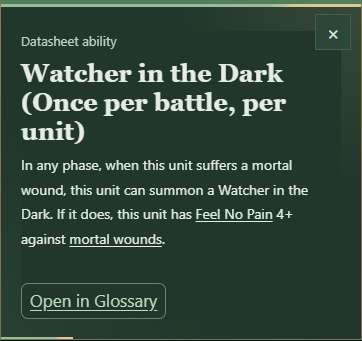 Datasheet ability
×
Watcher in the Dark
(Once per battle, per
unit)
In any phase, when this unit suffers a mortal
wound, this unit can summon a Watcher in the
Dark. If it does, this unit has Feel No Pain 4+
against mortal wounds.
Open in Glossary